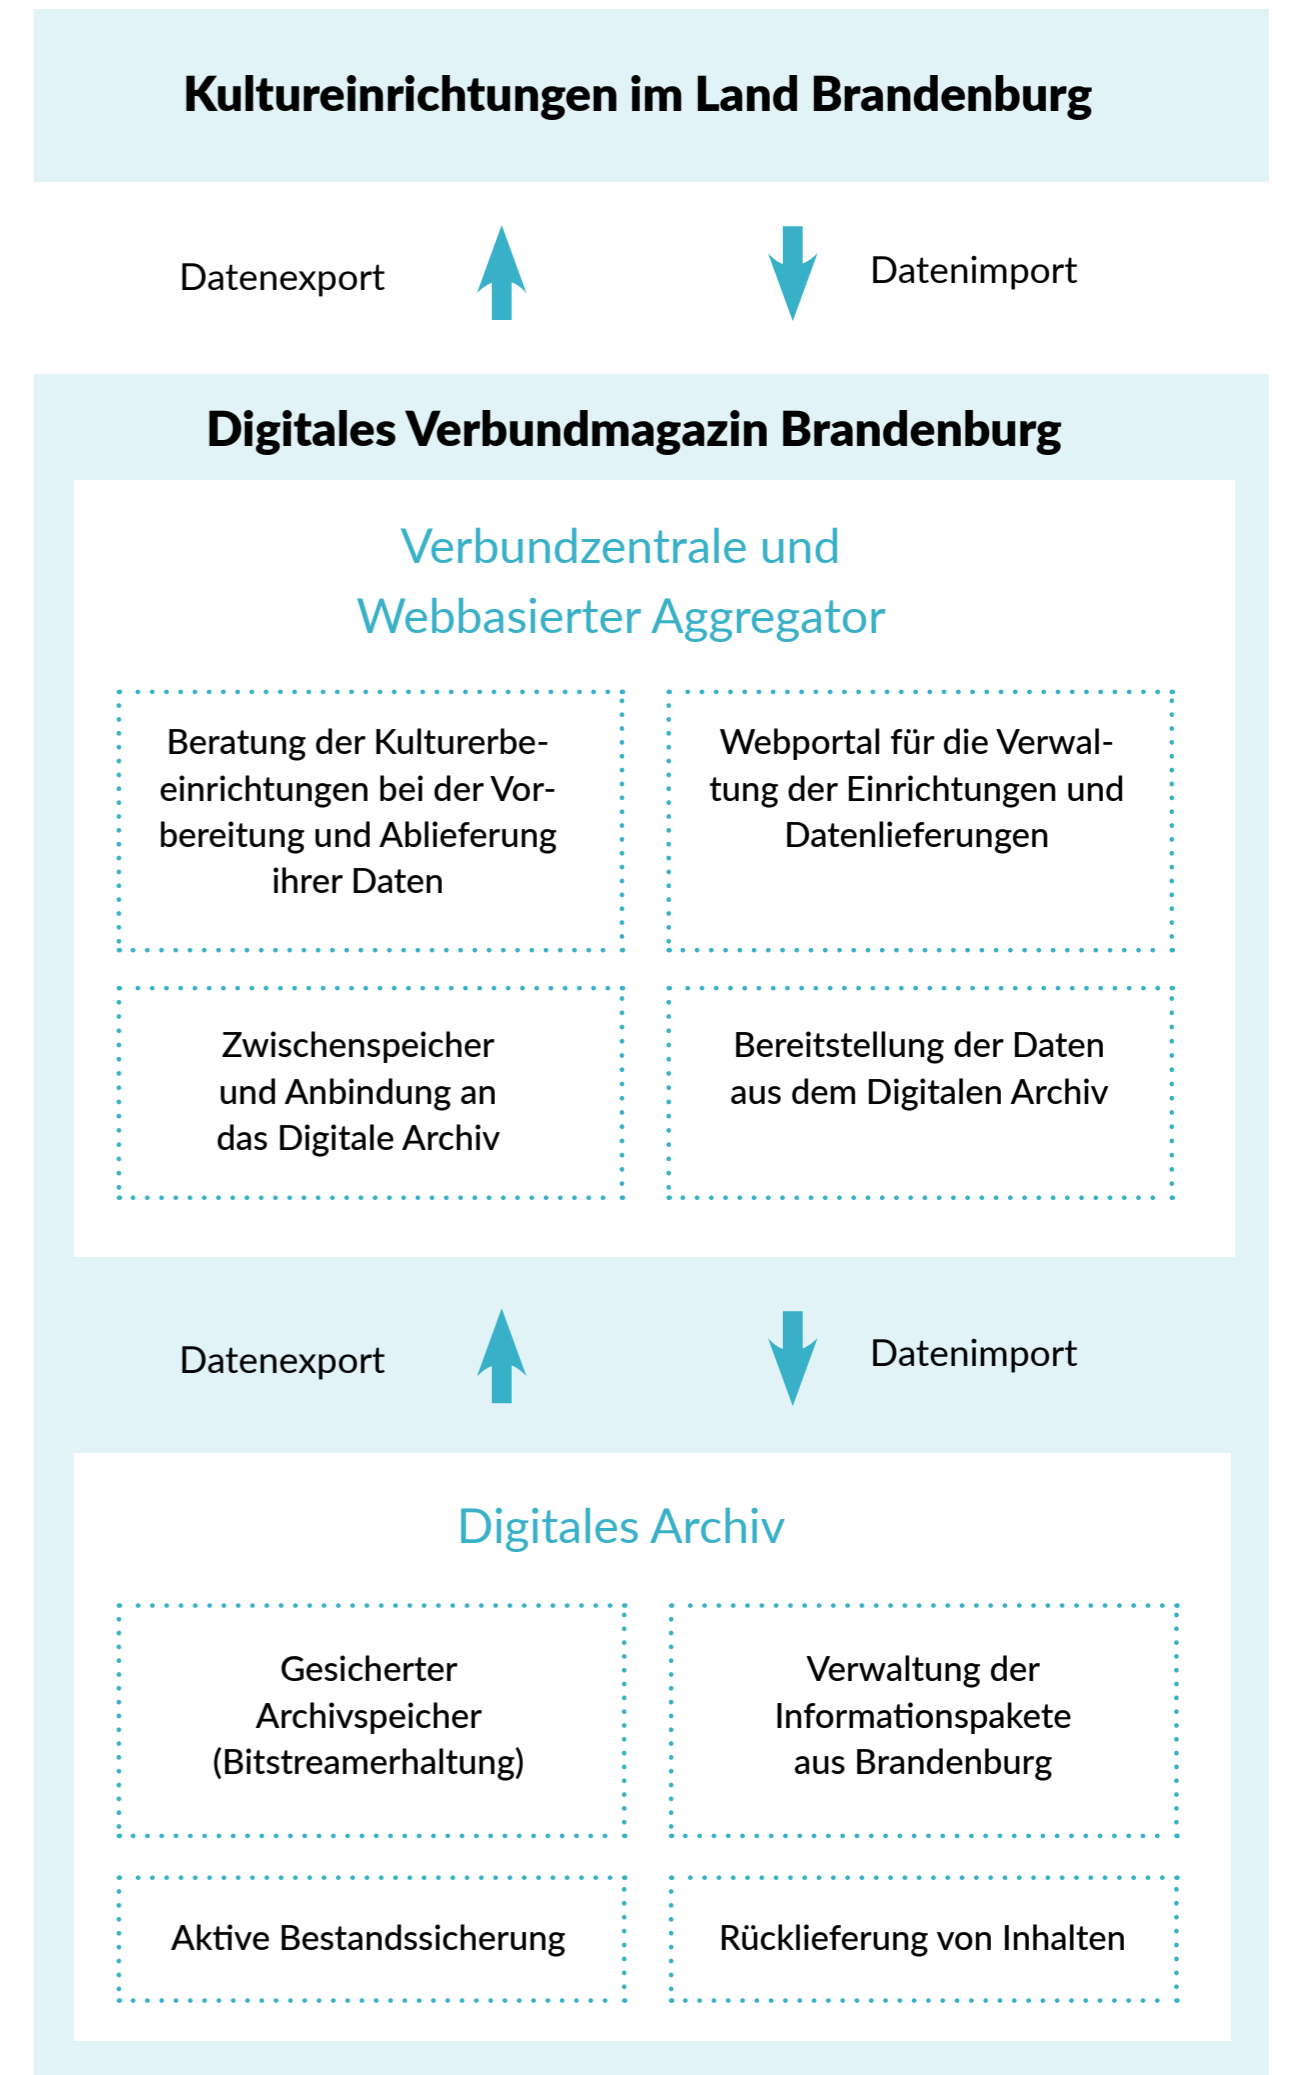 Kultureinrichtungen im Land Brandenburg
Datenexport
Datenimport
Digitales Verbundmagazin Brandenburg
Verbundzentrale und
Webbasierter Aggregator
Beratung der Kulturerbe-
einrichtungen bei der Vor-
bereitung und Ablieferung
ihrer Daten
Webportal für die Verwal-
tung der Einrichtungen und
Datenlieferungen
Zwischenspeicher
und Anbindung an
das Digitale Archiv
Bereitstellung der Daten
aus dem Digitalen Archiv
Datenexport
Datenimport
Digitales Archiv
Gesicherter
Archivspeicher
(Bitstreamerhaltung)
Verwaltung der
Informationspakete
aus Brandenburg
Aktive Bestandssicherung
Rücklieferung von Inhalten